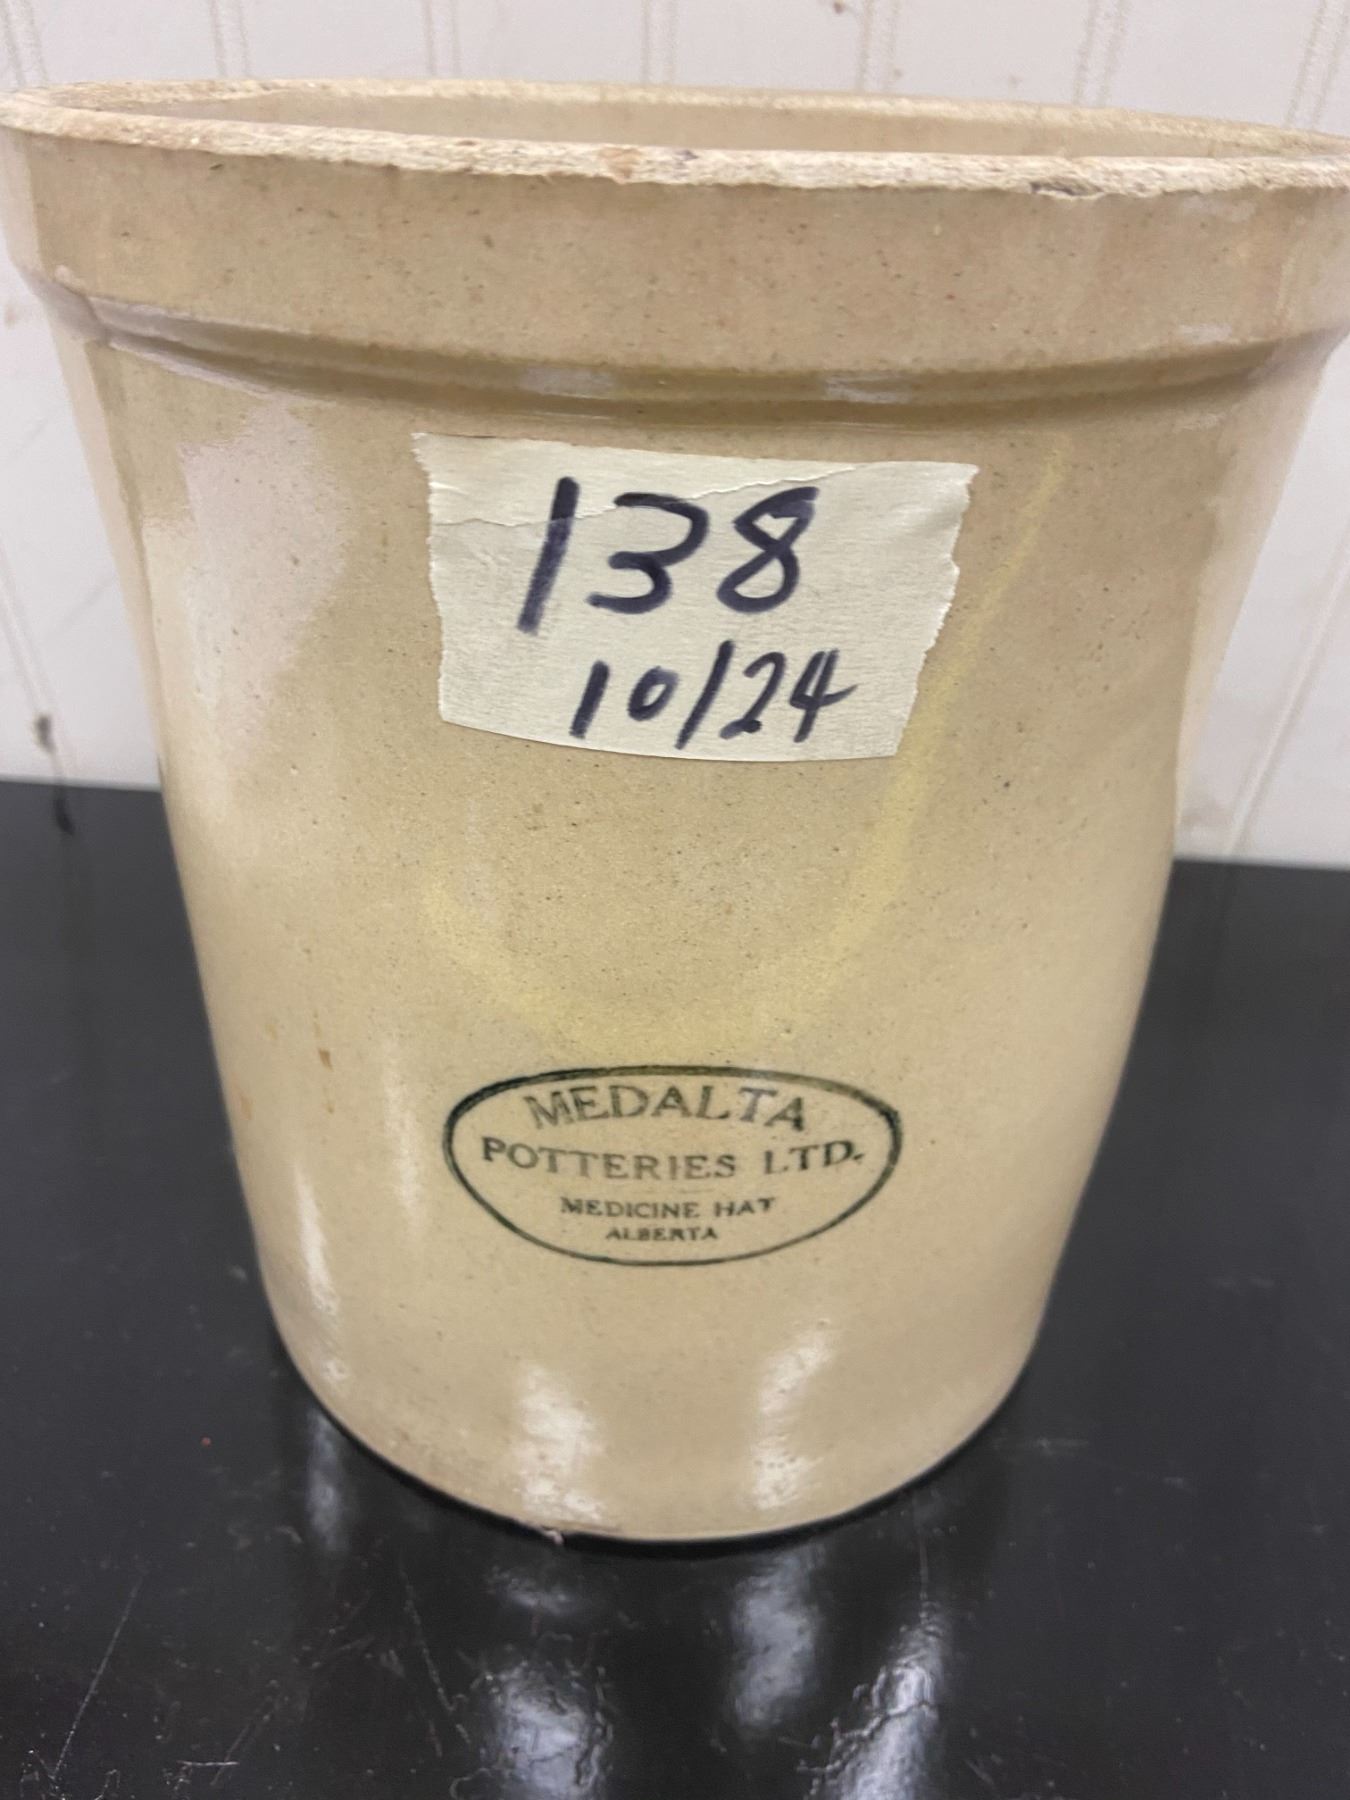 138
10/24
MEDALTA
POTTERIES LTD.
MEDICINE HAT
ALBERTA